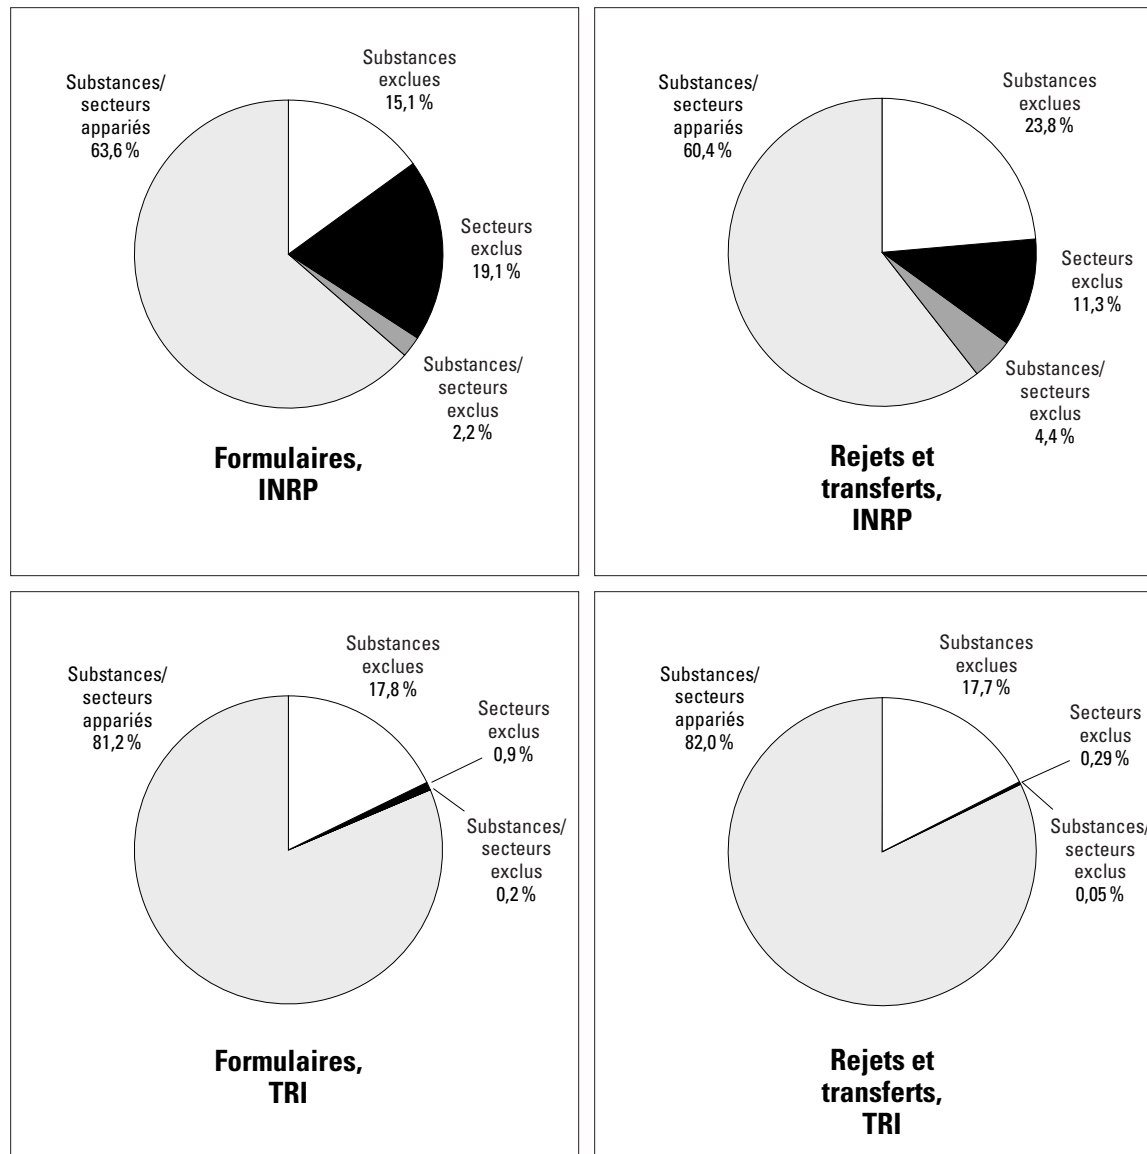 Substances/
secteurs
appariés
63,6 %
Substances
exclues
15,1 %
Secteurs
exclus
19,1 %
Substances/
secteurs
exclus
2,2 %
Formulaires,
INRP
Substances/
secteurs
appariés
60,4 %
Substances
exclues
23,8 %
Secteurs
exclus
11,3 %
Substances/
secteurs
exclus
4,4 %
Rejets et
transferts,
INRP
Substances/
secteurs
appariés
81,2 %
Substances
exclues
17,8 %
Secteurs
exclus
0,9 %
Substances/
secteurs
exclus
0,2 %
Formulaires,
TRI
Substances/
secteurs
appariés
82,0 %
Substances
exclues
17,7 %
Secteurs
exclus
0,29 %
Substances/
secteurs
exclus
0,05 %
Rejets et
transferts,
TRI